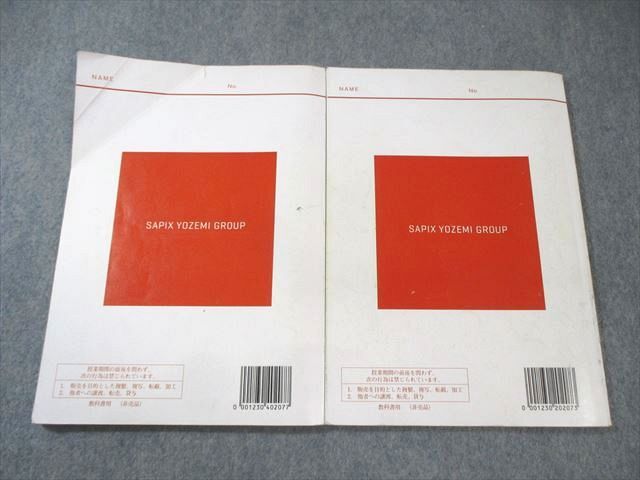 NAME
No
SAPIX YOZEMI GROUP
授業期間の前後を問わず、
次の行為は禁じられています。
1. 販売を目的とした複製、複写、転載、加工
2. 他者への譲渡、転売、貸与
教科書用 (非売品)
0 001230 402077
NAME
No
SAPIX YOZEMI GROUP
授業期間の前後を問わず、
次の行為は禁じられています。
1. 販売を目的とした複製、複写、転載、加工
2. 他者への譲渡、転売、貸与
教科書用 (非売品)
0 001230 202073